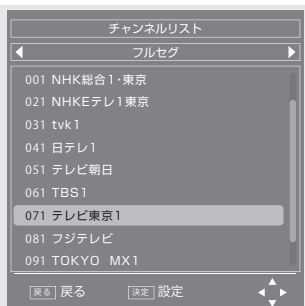 チャンネルリスト
フルセグ
001 NHK総合1・東京
021 NHKEテレ1東京
031 tvk1
041 日テレ1
051 テレビ朝日
061 TBS1
071 テレビ東京1
081 フジテレビ
091 TOKYO MX1
戻る 戻る 決定 設定